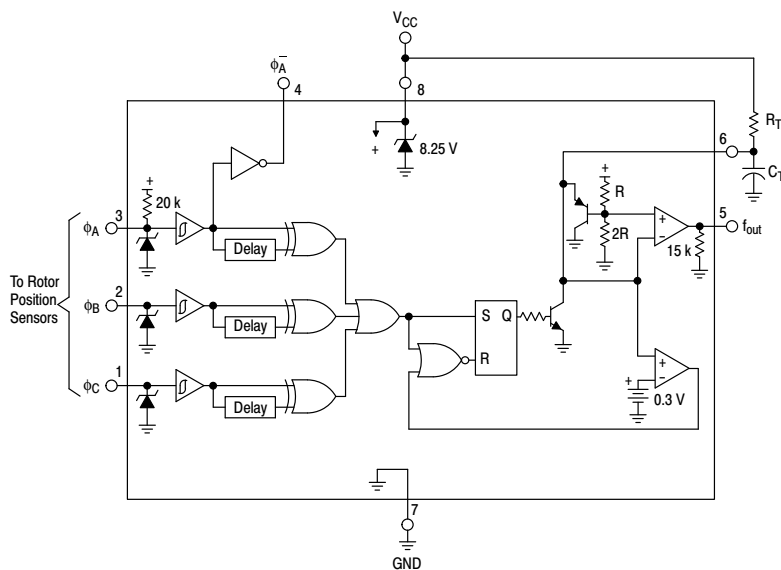 V_CC
φ_A̅
4
8
R_T
+
8.25 V
6
C_T
+
20 k
+
R
2R
+
–
5
f_out
15 k
3
φ_A
Delay
To Rotor
Position
Sensors
2
φ_B
Delay
S Q
R
1
φ_C
Delay
+
–
+
0.3 V
7
GND